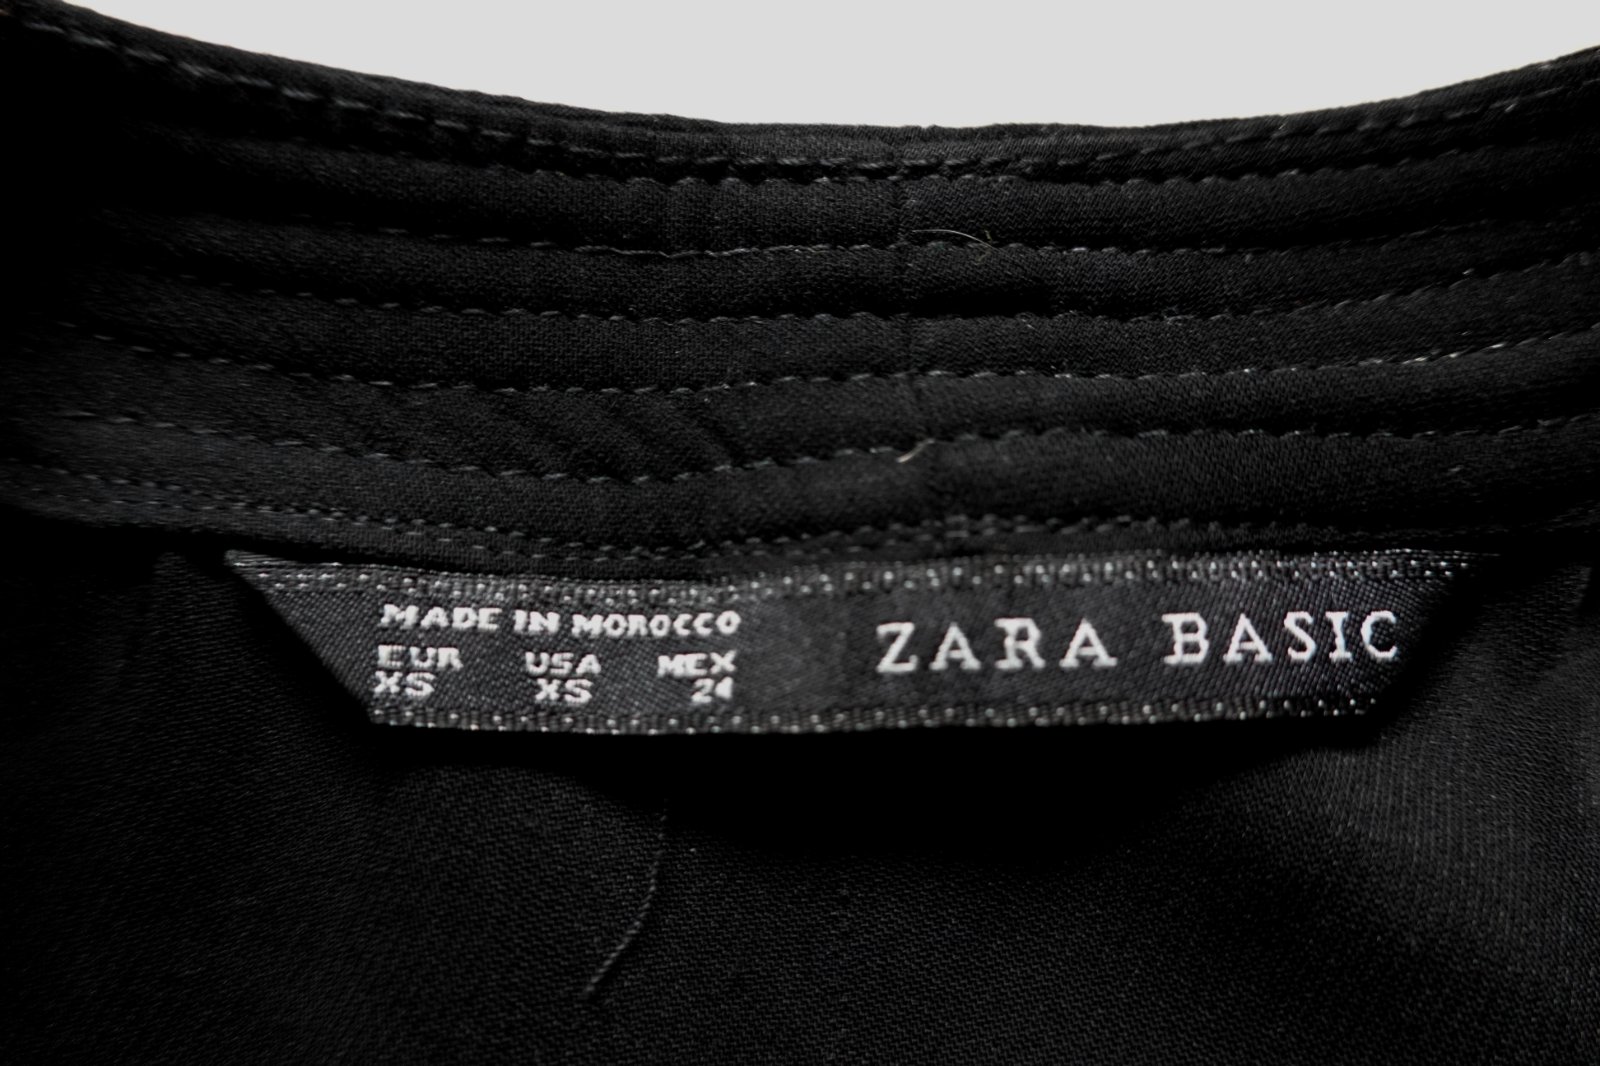 MADE IN MOROCCO
EUR USA MEX
XS XS 24
ZARA BASIC